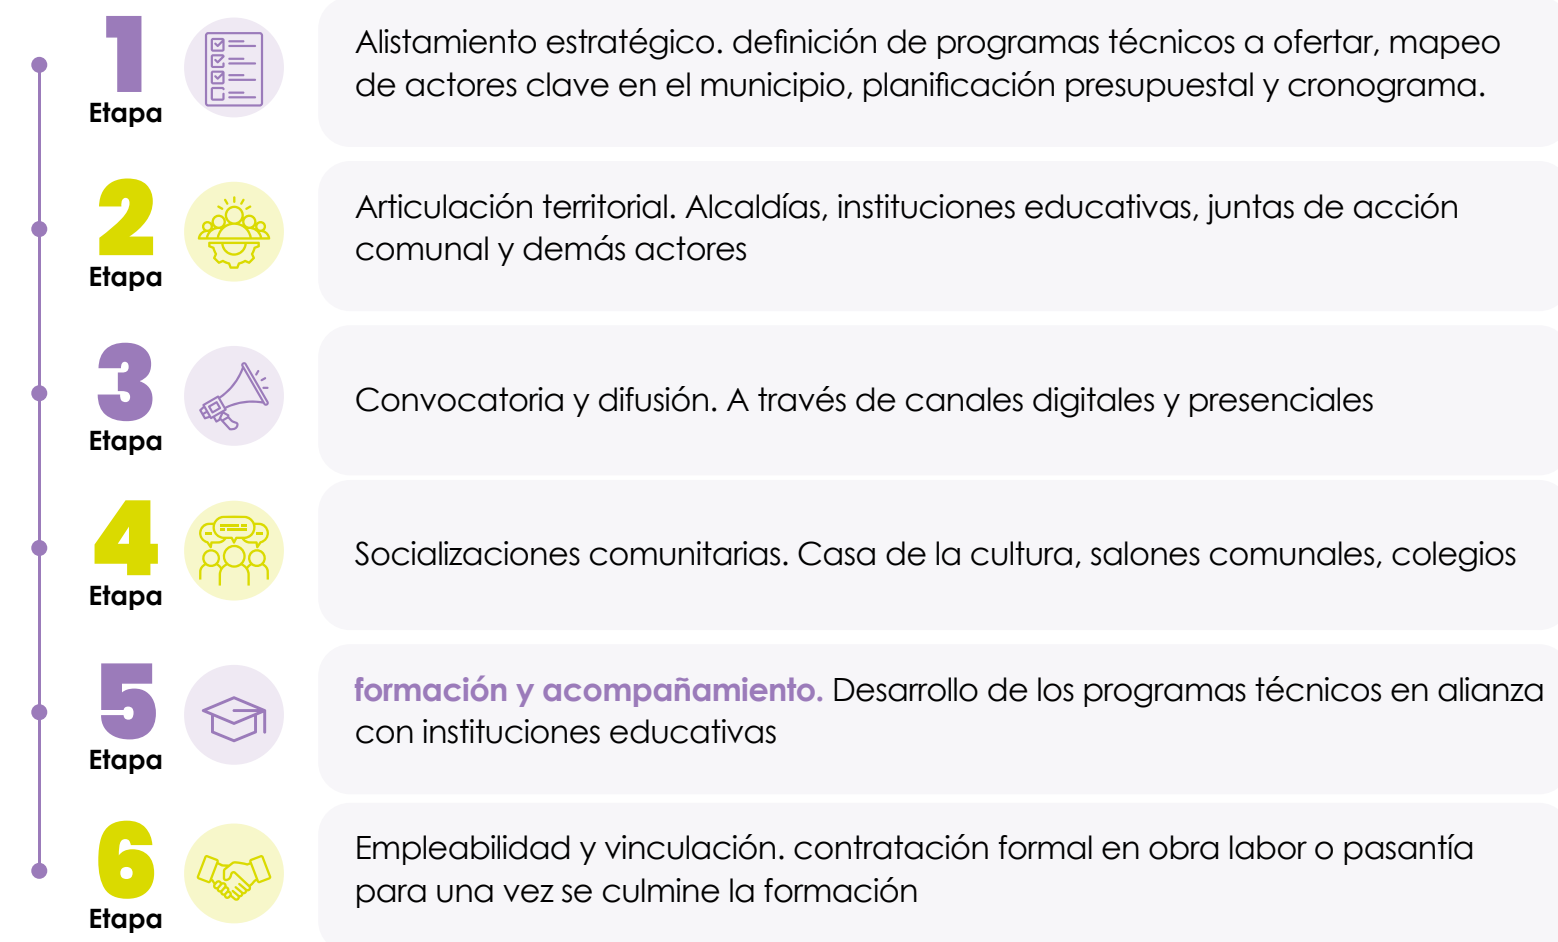 1
Etapa
Alistamiento estratégico. definición de programas técnicos a ofertar, mapeo
de actores clave en el municipio, planificación presupuestal y cronograma.
2
Etapa
Articulación territorial. Alcaldías, instituciones educativas, juntas de acción
comunal y demás actores
3
Etapa
Convocatoria y difusión. A través de canales digitales y presenciales
4
Etapa
Socializaciones comunitarias. Casa de la cultura, salones comunales, colegios
5
Etapa
formación y acompañamiento. Desarrollo de los programas técnicos en alianza
con instituciones educativas
6
Etapa
Empleabilidad y vinculación. contratación formal en obra labor o pasantía
para una vez se culmine la formación